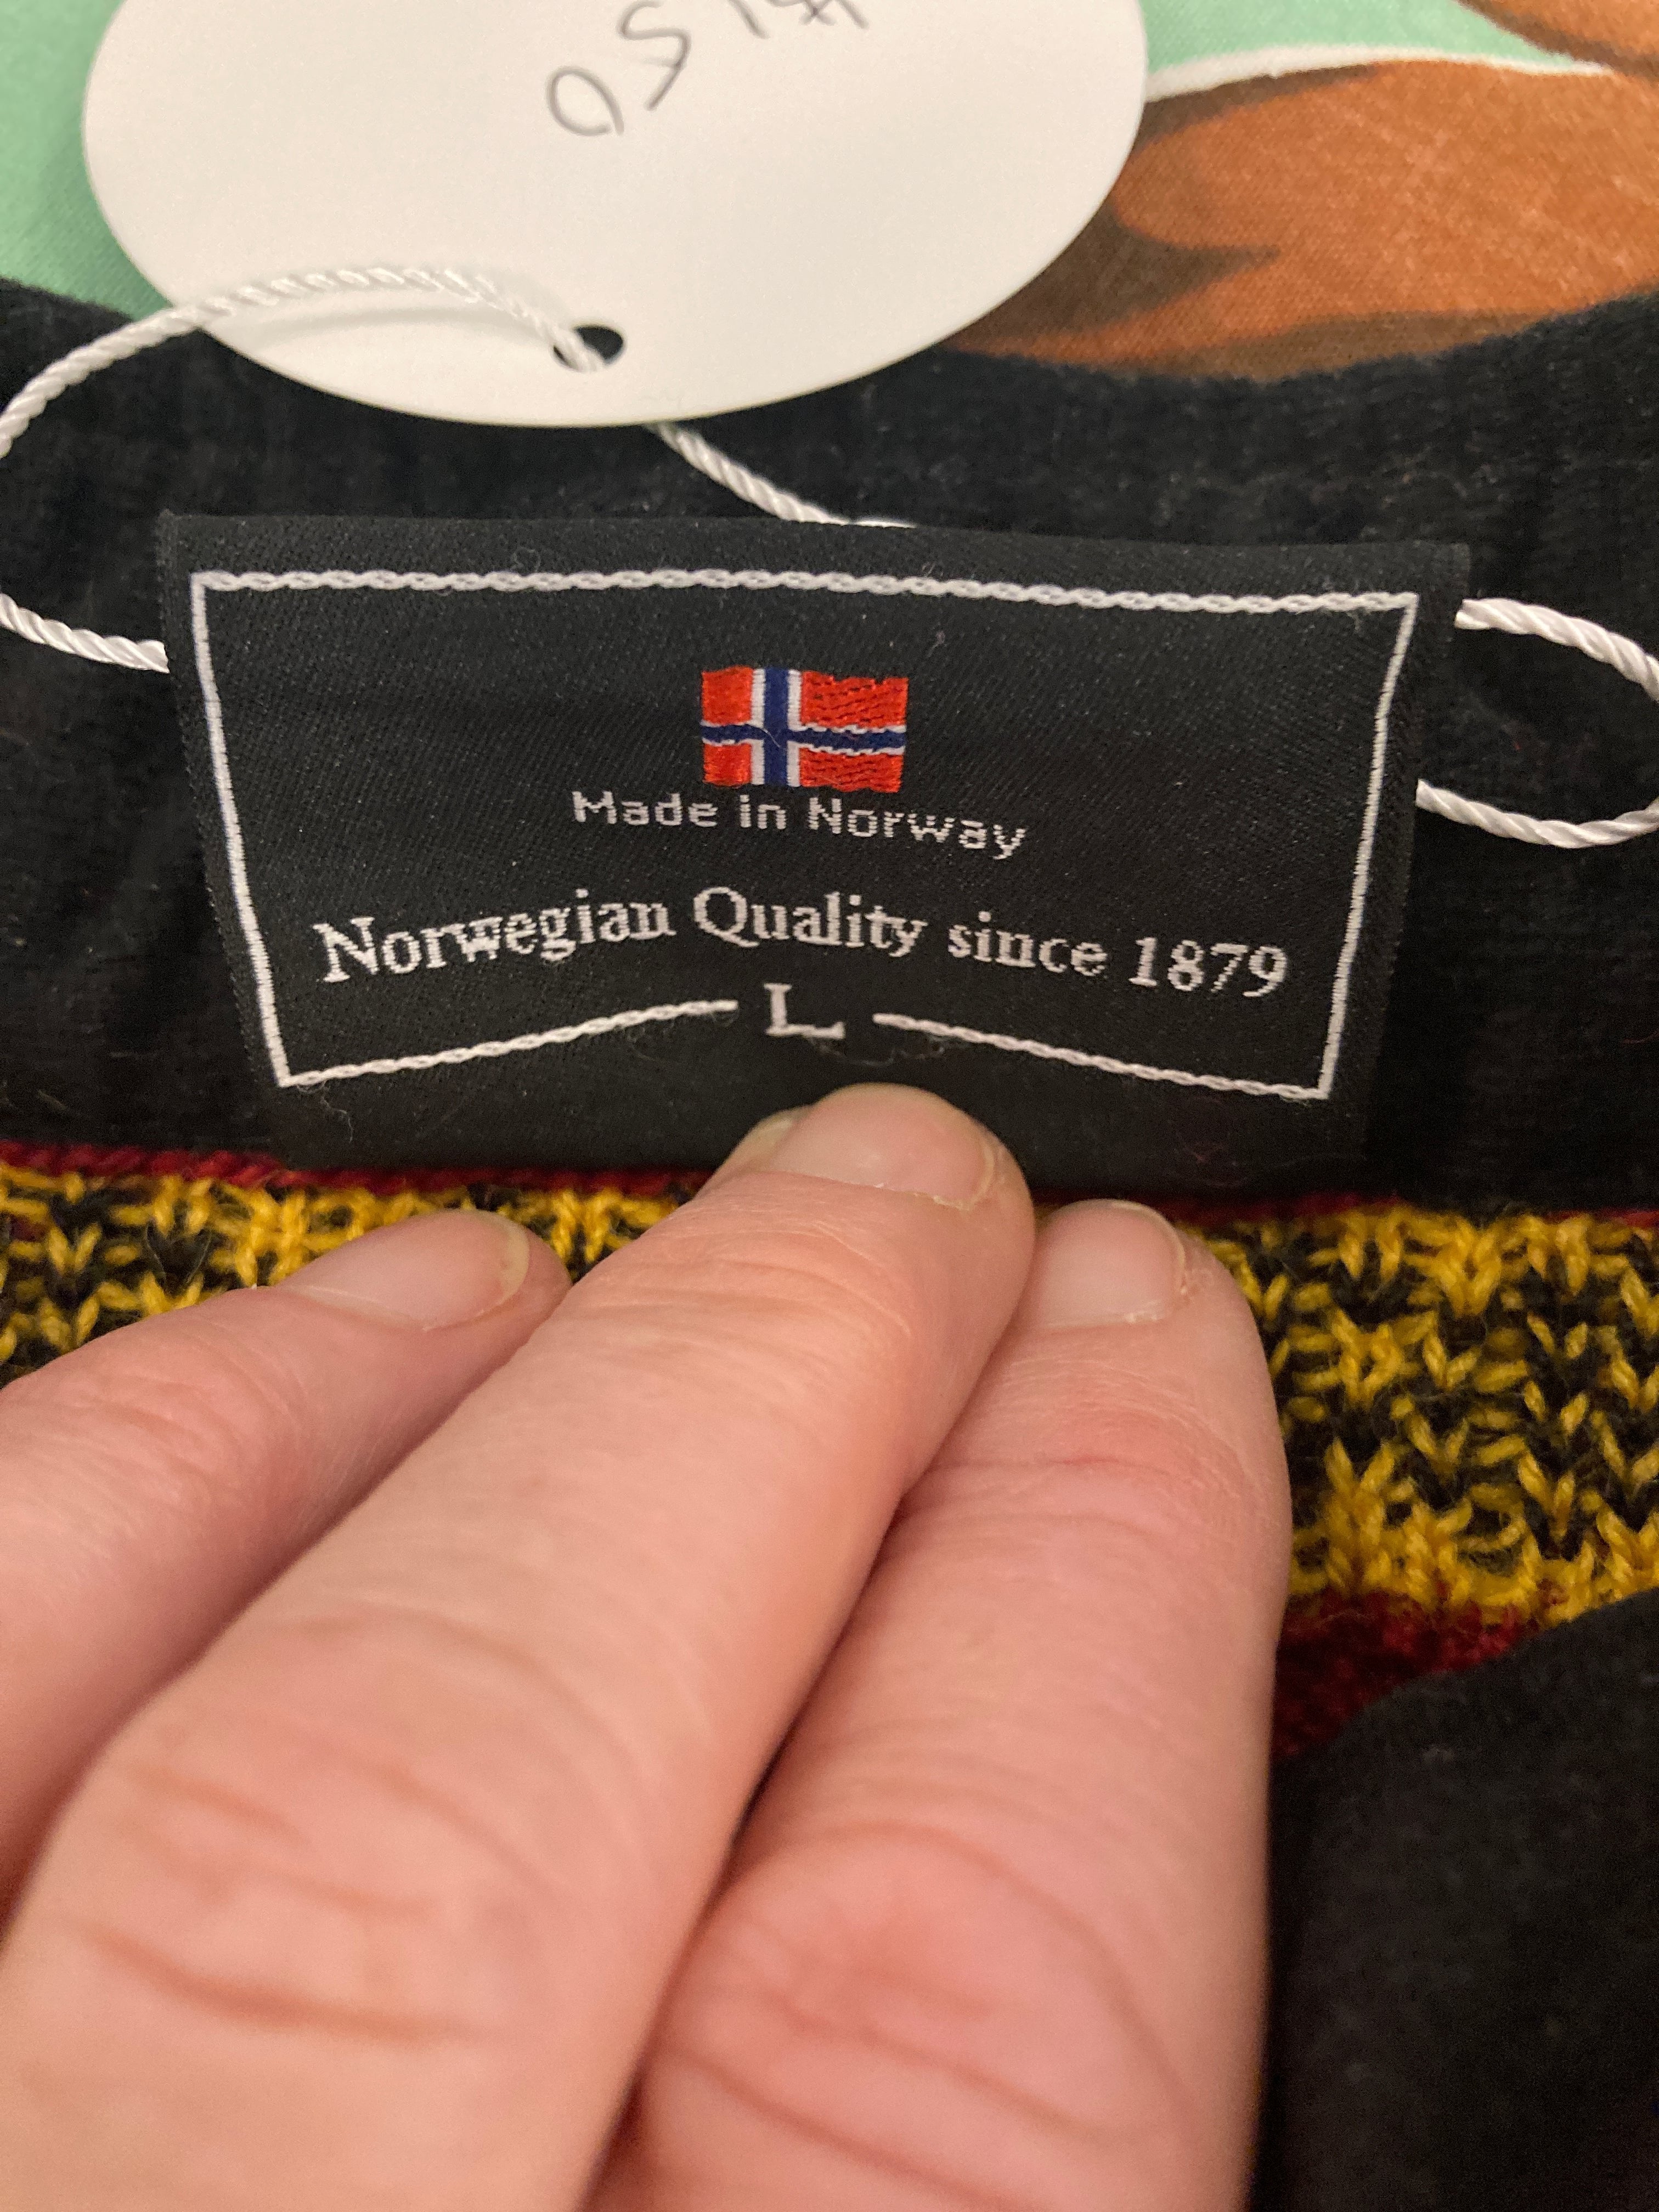 Made in Norway
Norwegian Quality since 1879
L